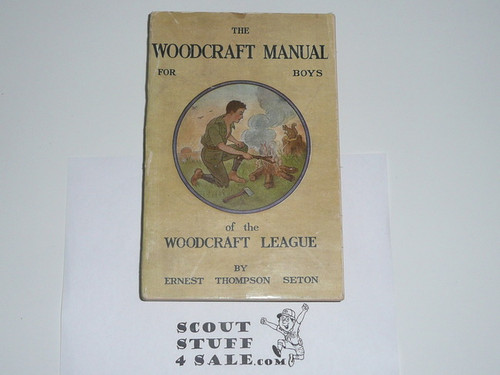 THE
WOODCRAFT MANUAL
FOR BOYS
of the
WOODCRAFT LEAGUE
BY
ERNEST THOMPSON SETON
SCOUT
STUFF
4 SALE.COM